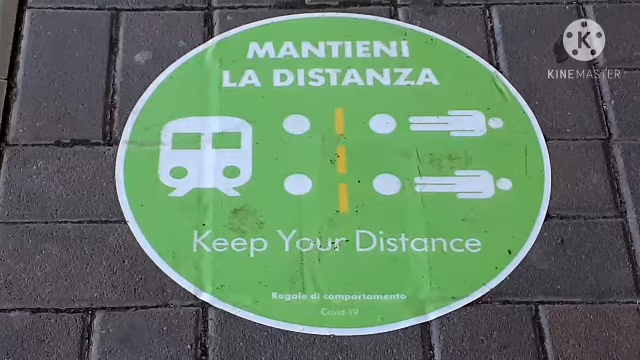 MANTIENI
LA DISTANZA
Keep Your Distance
Regole di comportamento
Covid-19
KINEMASTER